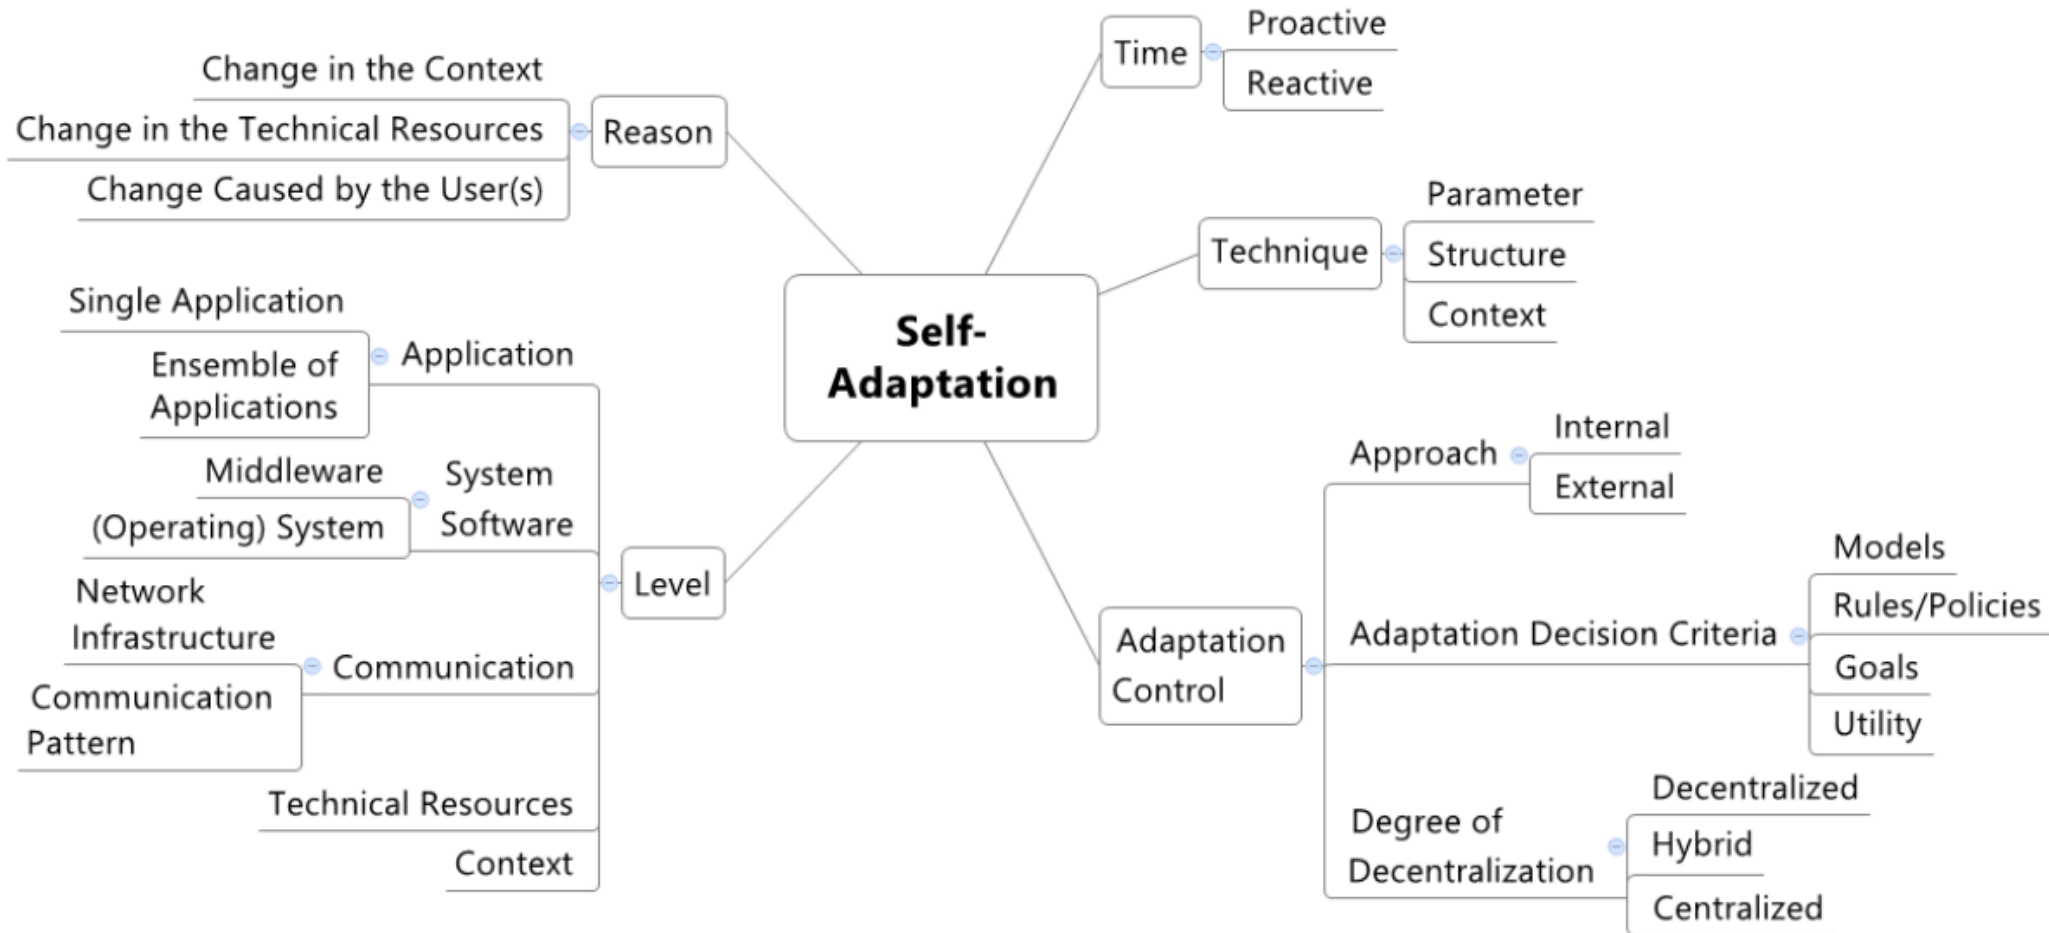 Self-
Adaptation
Time
Proactive
Reactive
Technique
Parameter
Structure
Context
Adaptation
Control
Approach
Internal
External
Adaptation Decision Criteria
Models
Rules/Policies
Goals
Utility
Degree of
Decentralization
Decentralized
Hybrid
Centralized
Reason
Change in the Context
Change in the Technical Resources
Change Caused by the User(s)
Level
Application
Single Application
Ensemble of
Applications
System
Software
Middleware
(Operating) System
Communication
Network
Infrastructure
Communication
Pattern
Technical Resources
Context